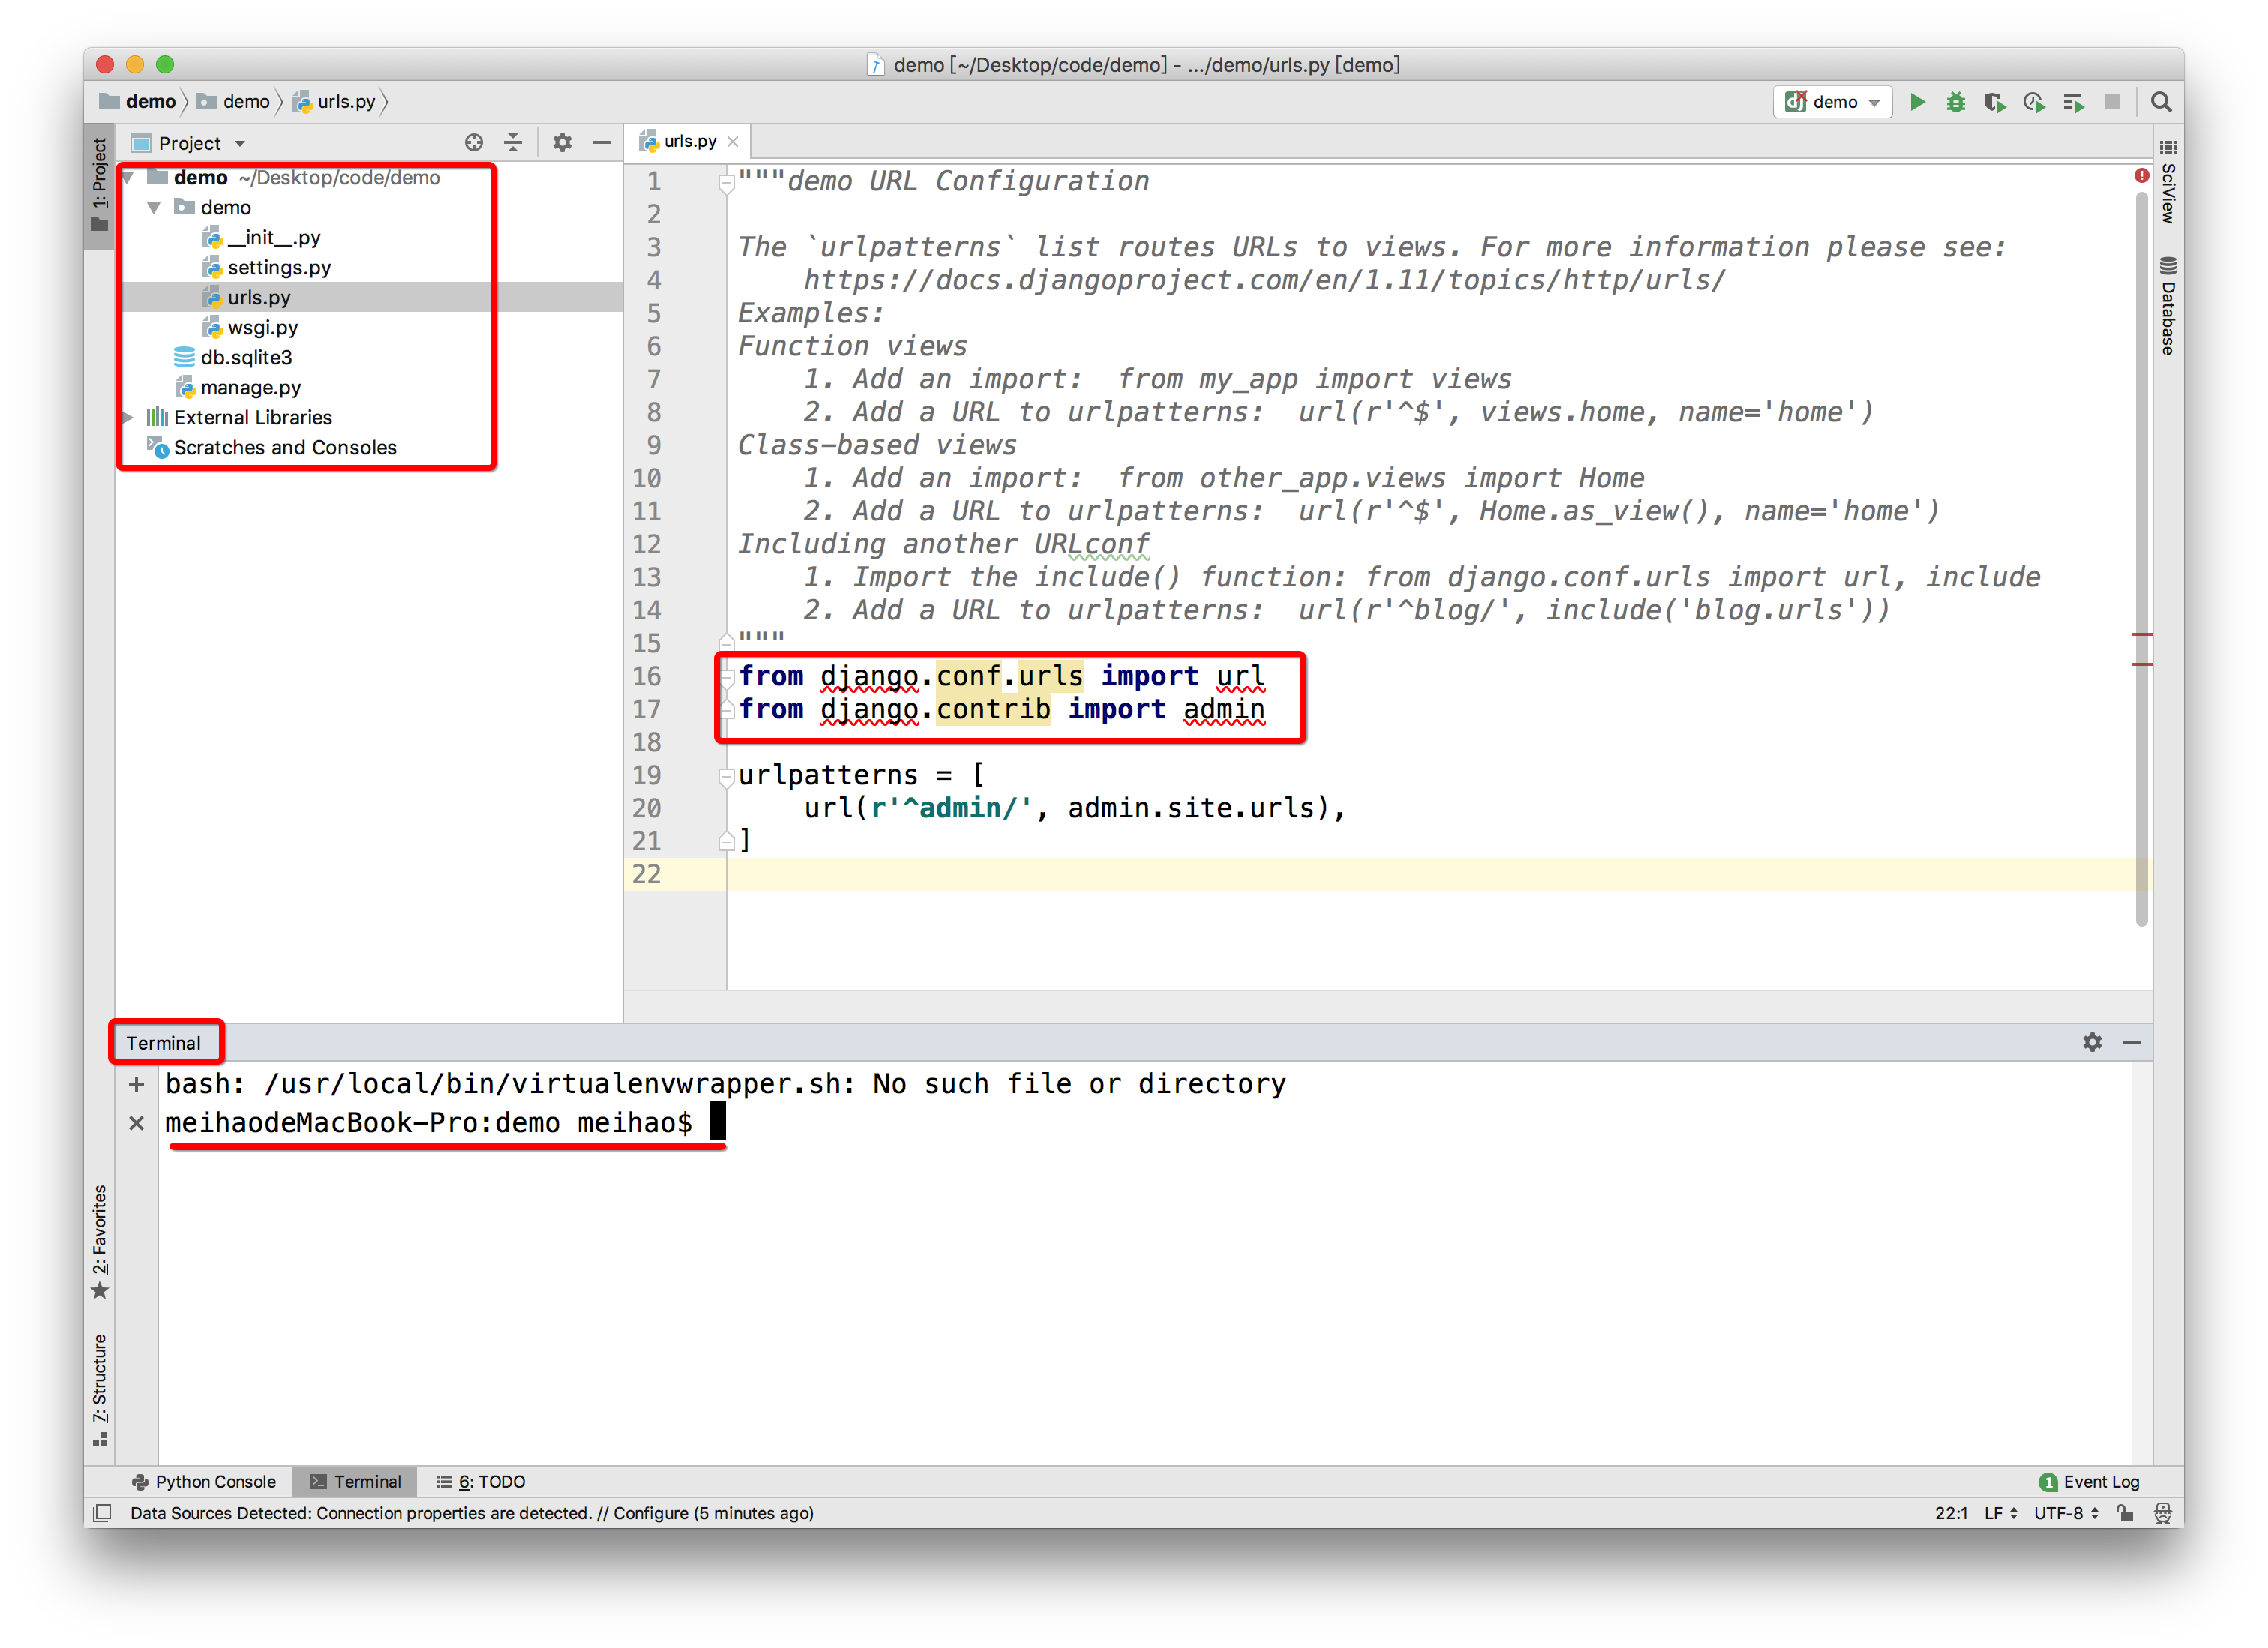 demo [~/Desktop/code/demo] - .../demo/urls.py [demo]
demo demo urls.py
demo
1: Project
Project
urls.py
demo ~/Desktop/code/demo
demo
__init__.py
settings.py
urls.py
wsgi.py
db.sqlite3
manage.py
External Libraries
Scratches and Consoles
1 """demo URL Configuration
2
3 The `urlpatterns` list routes URLs to views. For more information please see:
4 https://docs.djangoproject.com/en/1.11/topics/http/urls/
5 Examples:
6 Function views
7 1. Add an import:  from my_app import views
8 2. Add a URL to urlpatterns:  url(r'^$', views.home, name='home')
9 Class-based views
10 1. Add an import:  from other_app.views import Home
11 2. Add a URL to urlpatterns:  url(r'^$', Home.as_view(), name='home')
12 Including another URLconf
13 1. Import the include() function: from django.conf.urls import url, include
14 2. Add a URL to urlpatterns:  url(r'^blog/', include('blog.urls'))
15 """
16 from django.conf.urls import url
17 from django.contrib import admin
18
19 urlpatterns = [
20 url(r'^admin/', admin.site.urls),
21 ]
22
SciView
Database
Terminal
bash: /usr/local/bin/virtualenvwrapper.sh: No such file or directory
meihaodeMacBook-Pro:demo meihao$
2: Favorites
7: Structure
Python Console Terminal 6: TODO 1 Event Log
Data Sources Detected: Connection properties are detected. // Configure (5 minutes ago) 22:1 LF UTF-8